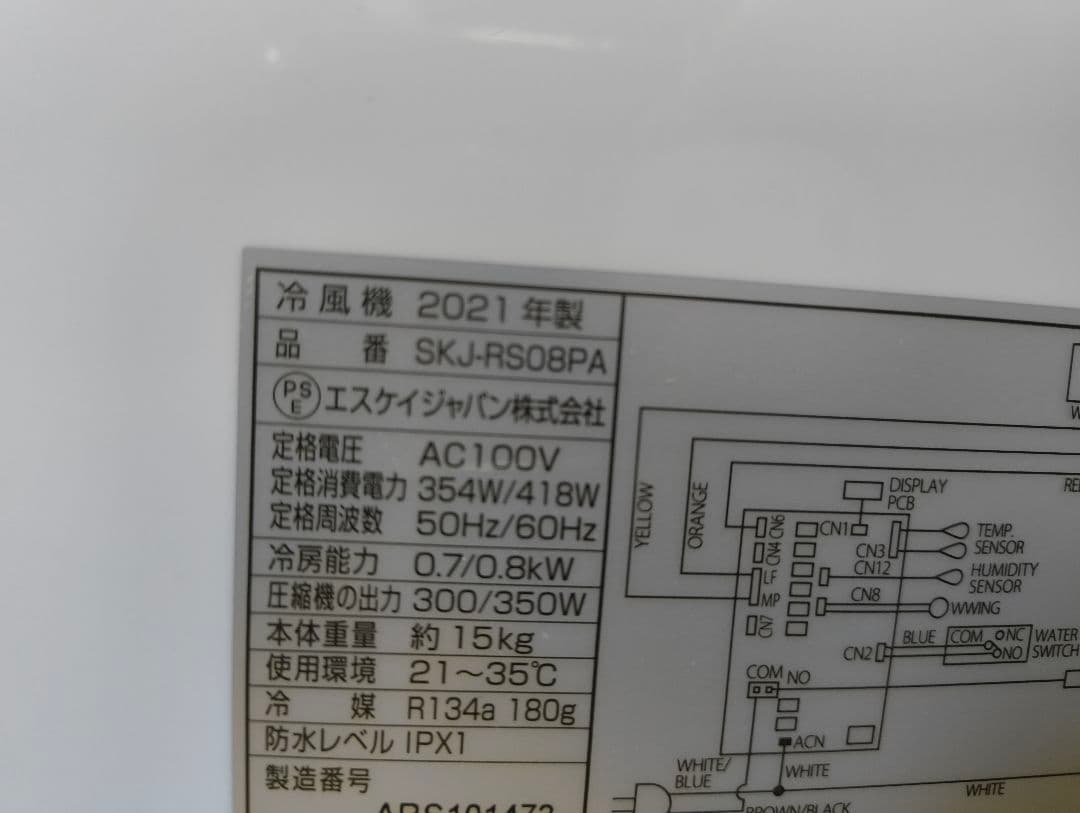 冷風機 2021年製
品番 SKJ-RS08PA
PSE エスケイジャパン株式会社
定格電圧 AC100V
定格消費電力 354W/418W
定格周波数 50Hz/60Hz
冷房能力 0.7/0.8kW
圧縮機の出力 300/350W
本体重量 約15kg
使用環境 21～35℃
冷媒 R134a 180g
防水レベル IPX1
製造番号
YELLOW
ORANGE
DISPLAY
PCB
CN6
CN1
CN4
CN3
TEMP.
SENSOR
LF
CN12
HUMIDITY
SENSOR
MP
CN8
WWING
CN7
CN2
BLUE
COM
NC
NO
WATER
SWITCH
COM NO
ACN
WHITE/
BLUE
WHITE
WHITE
BROWN/BLACK